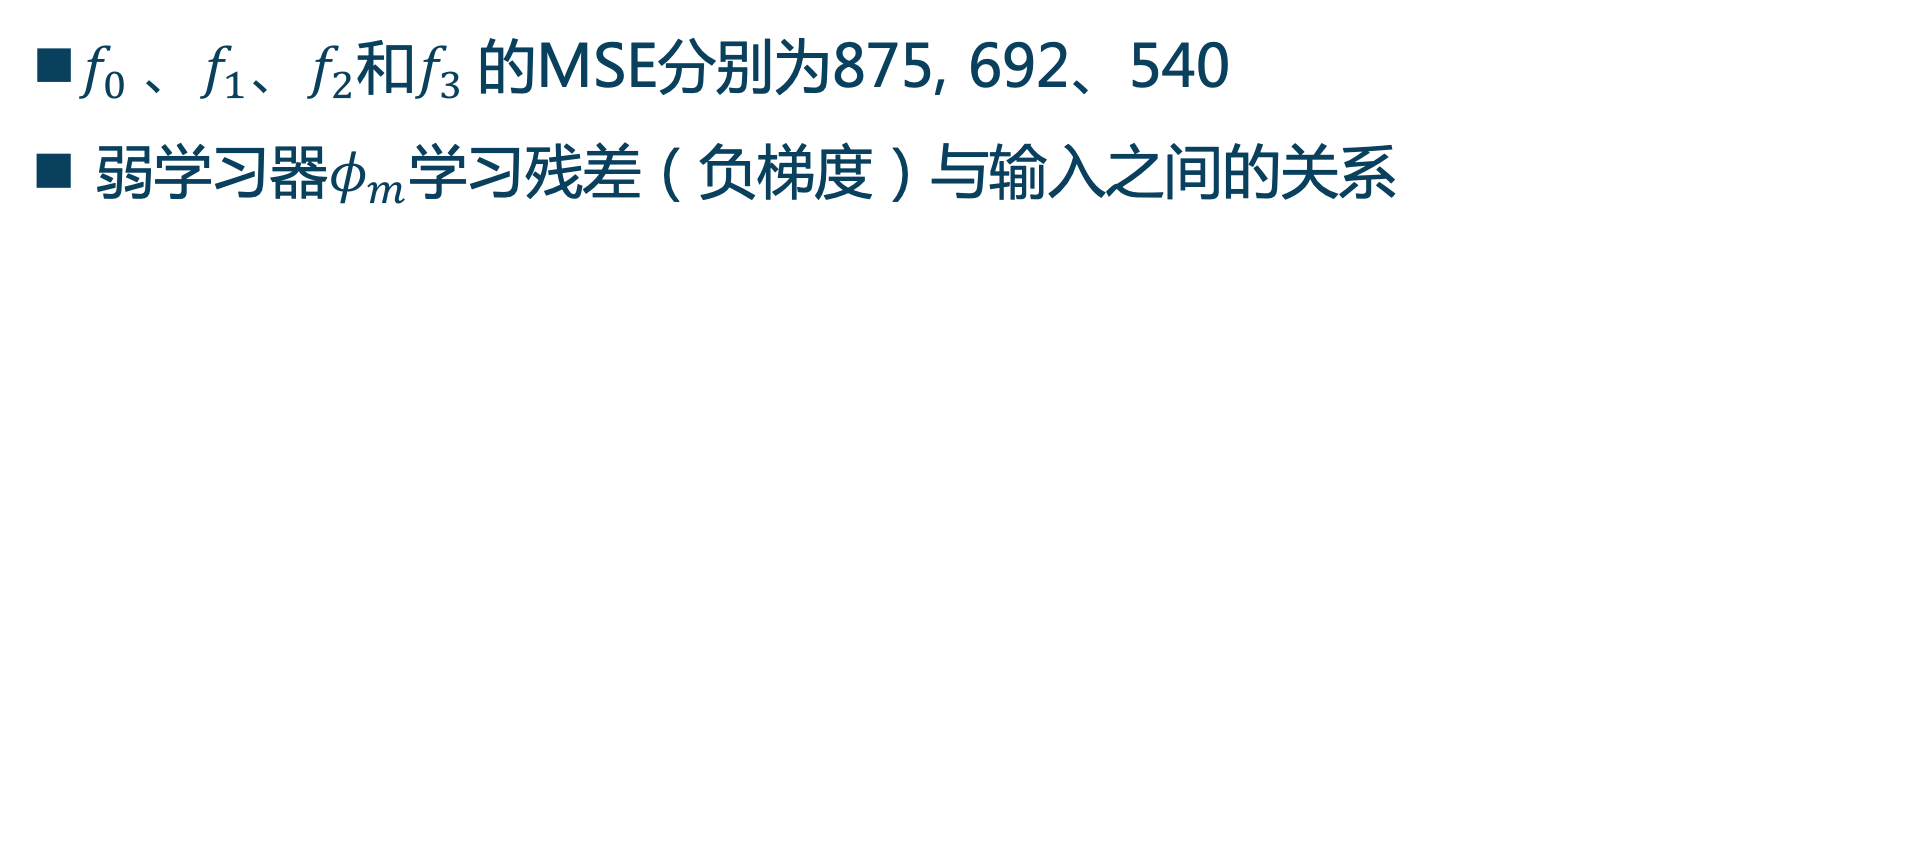 ■f₀ 、 f₁、 f₂和f₃ 的MSE分别为875, 692、540
■ 弱学习器ϕₘ学习残差（负梯度）与输入之间的关系